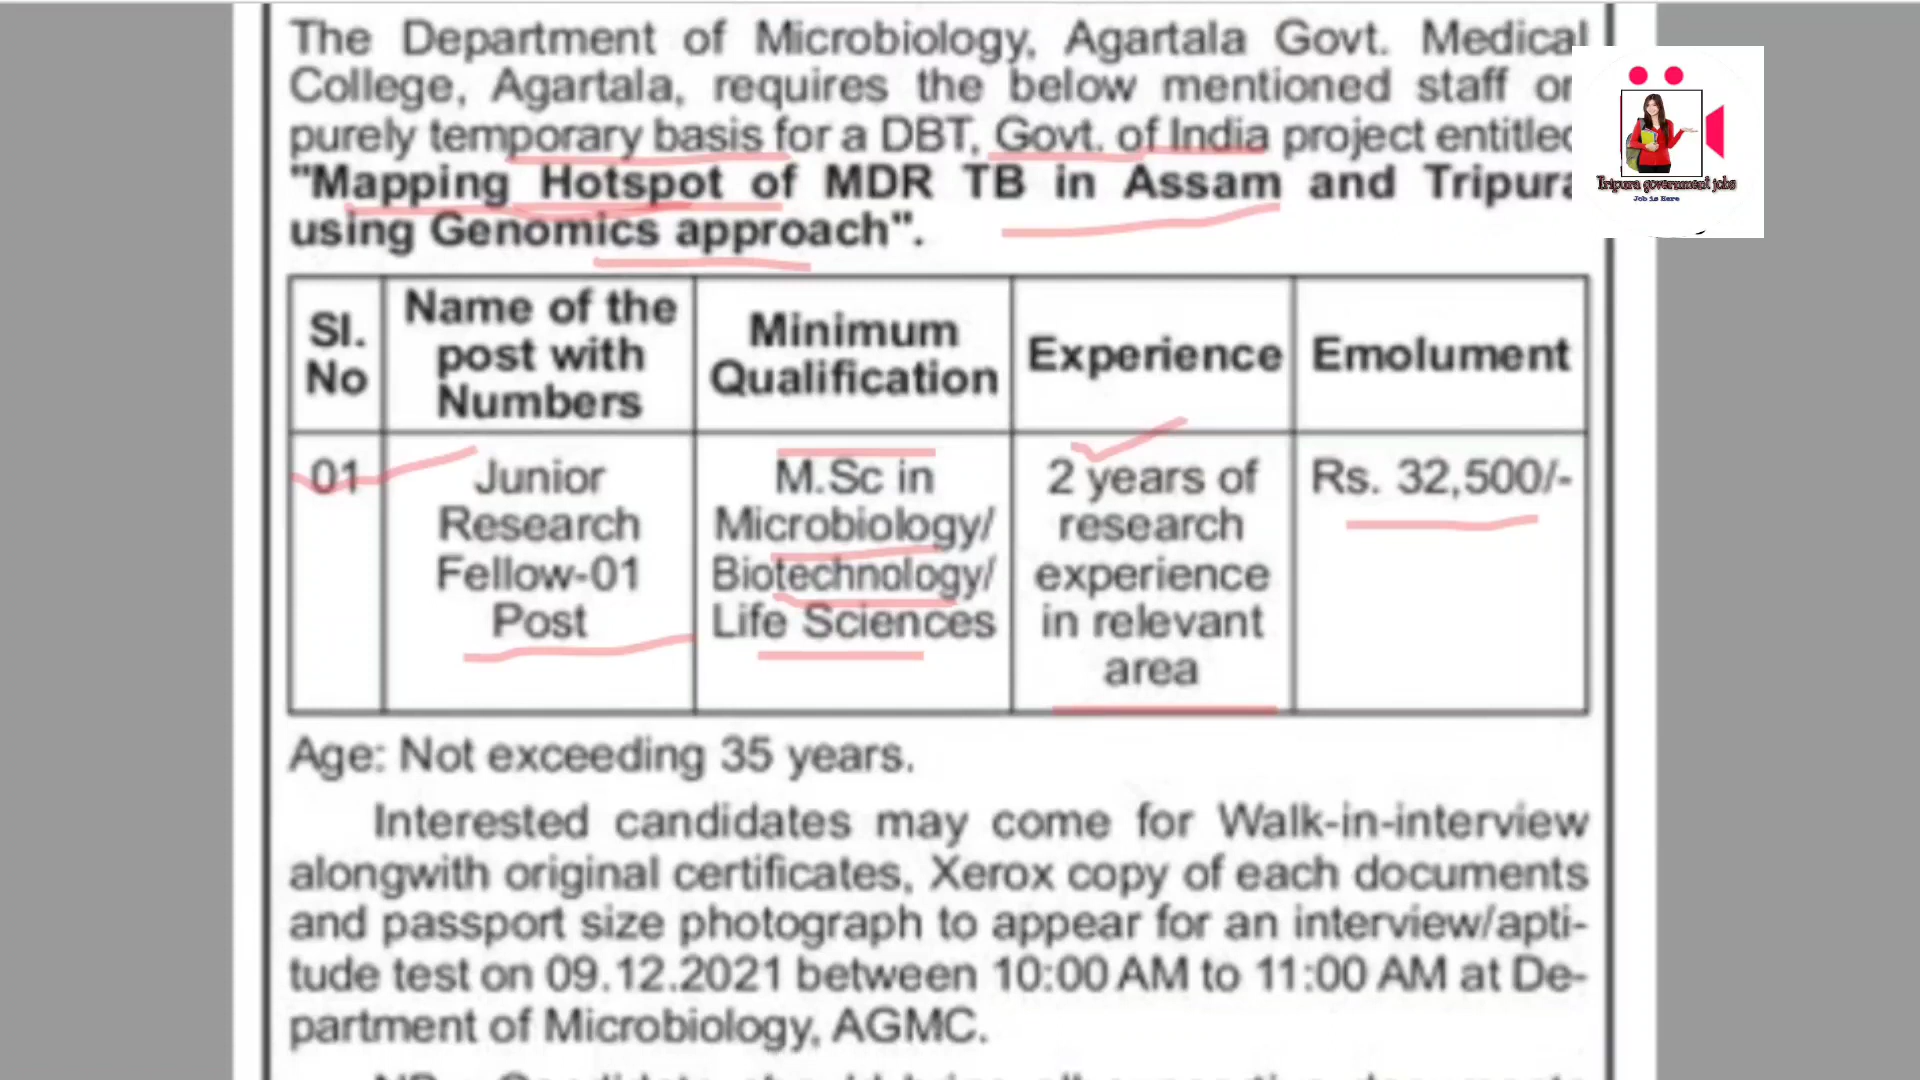 The Department of Microbiology, Agartala Govt. Medical
College, Agartala, requires the below mentioned staff on
purely temporary basis for a DBT, Govt. of India project entitled
"Mapping Hotspot of MDR TB in Assam and Tripura
using Genomics approach".
Sl. No
Name of the post with Numbers
Minimum Qualification
Experience
Emolument
01
Junior Research Fellow-01 Post
M.Sc in Microbiology/ Biotechnology/ Life Sciences
2 years of research experience in relevant area
Rs. 32,500/-
Age: Not exceeding 35 years.
Interested candidates may come for Walk-in-interview
alongwith original certificates, Xerox copy of each documents
and passport size photograph to appear for an interview/apti-
tude test on 09.12.2021 between 10:00 AM to 11:00 AM at De-
partment of Microbiology, AGMC.
Tripura government jobs
Job is Here